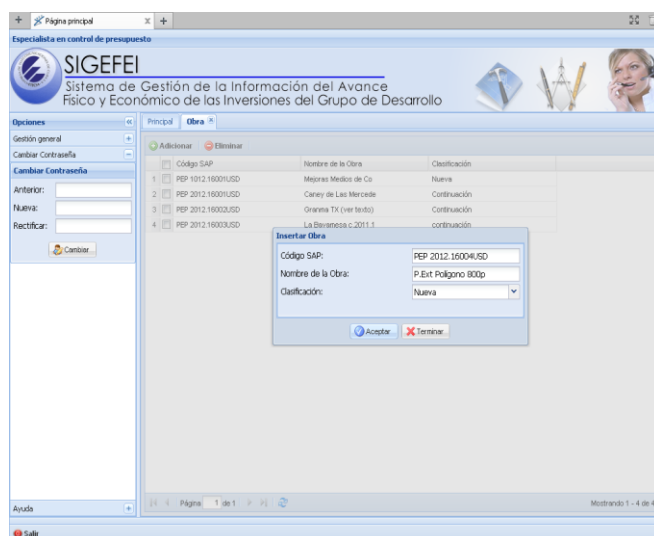 Página principal
Especialista en control de presupuesto
SIGEFEI
Sistema de Gestión de la Información del Avance
Físico y Económico de las Inversiones del Grupo de Desarrollo
Opciones
Principal Obra
Gestión general
Adicionar Eliminar
Cambiar Contraseña
Código SAP Nombre de la Obra Clasificación
Cambiar Contraseña
1 PEP 1012.16001USD Mejoras Medios de Co Nueva
Anterior:
2 PEP 2012.16001USD Caney de Las Mercede Continuación
Nueva:
3 PEP 2012.16002USD Granma TX (ver texto) Continuación
Rectificar:
4 PEP 2012.16003USD La Bayamesa c.2011.1 continuación
Cambiar
Insertar Obra
Código SAP: PEP 2012.16004USD
Nombre de la Obra: P.Ext Poligono 800p
Clasificación: Nueva
Aceptar Terminar
Ayuda
Página 1 de 1
Mostrando 1 - 4 de 4
Salir